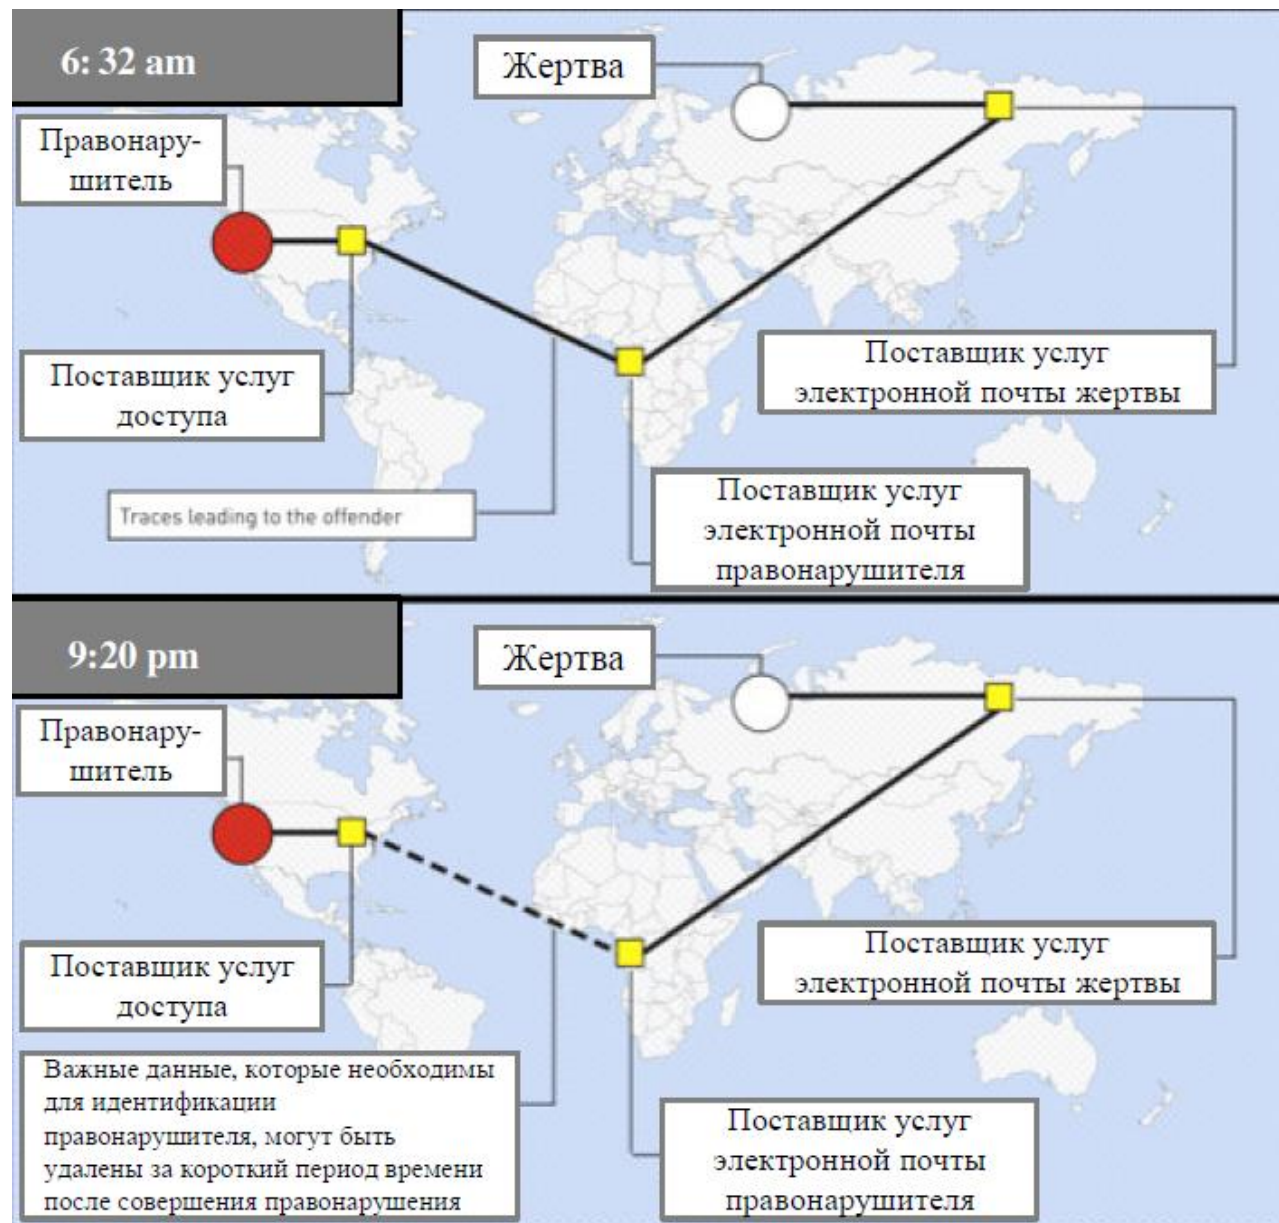 6: 32 am
Жертва
Правонару-
шитель
Поставщик услуг
доступа
Поставщик услуг
электронной почты жертвы
Traces leading to the offender
Поставщик услуг
электронной почты
правонарушителя
9:20 pm
Жертва
Правонару-
шитель
Поставщик услуг
доступа
Поставщик услуг
электронной почты жертвы
Важные данные, которые необходимы
для идентификации
правонарушителя, могут быть
удалены за короткий период времени
после совершения правонарушения
Поставщик услуг
электронной почты
правонарушителя